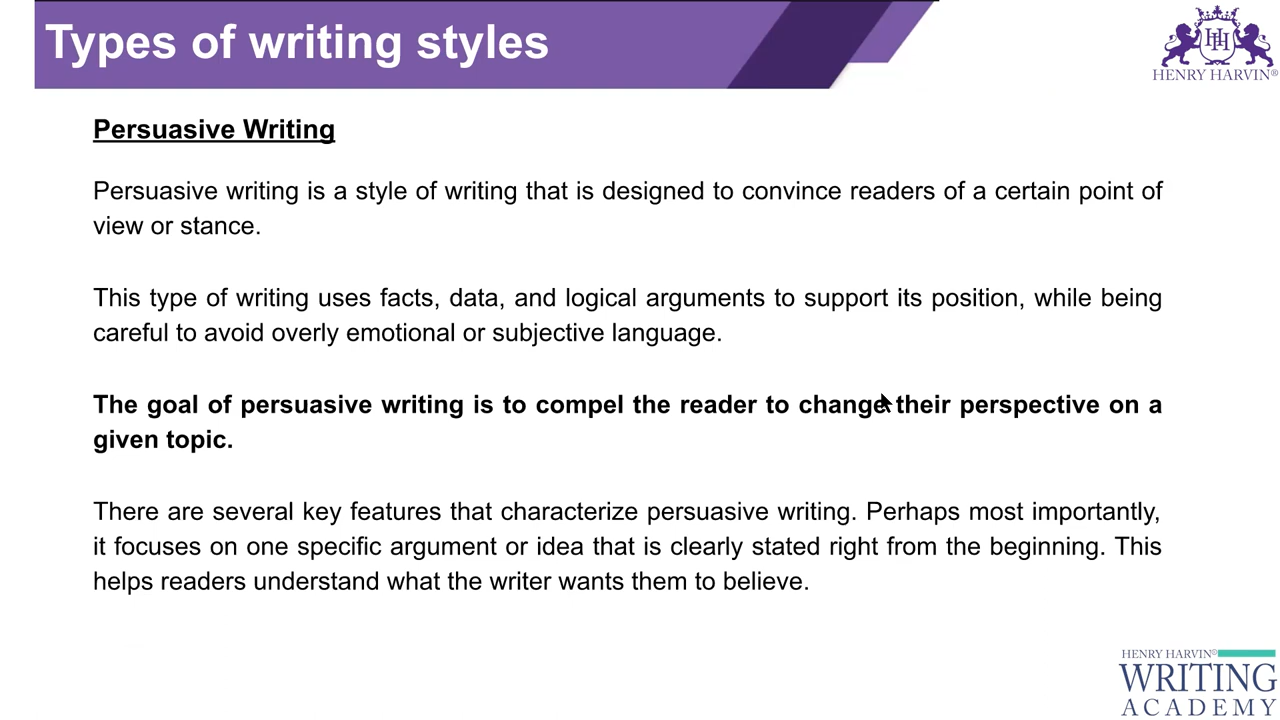 Types of writing styles
HENRY HARVIN®
Persuasive Writing
Persuasive writing is a style of writing that is designed to convince readers of a certain point of
view or stance.
This type of writing uses facts, data, and logical arguments to support its position, while being
careful to avoid overly emotional or subjective language.
The goal of persuasive writing is to compel the reader to change their perspective on a
given topic.
There are several key features that characterize persuasive writing. Perhaps most importantly,
it focuses on one specific argument or idea that is clearly stated right from the beginning. This
helps readers understand what the writer wants them to believe.
HENRY HARVIN®
WRITING
ACADEMY